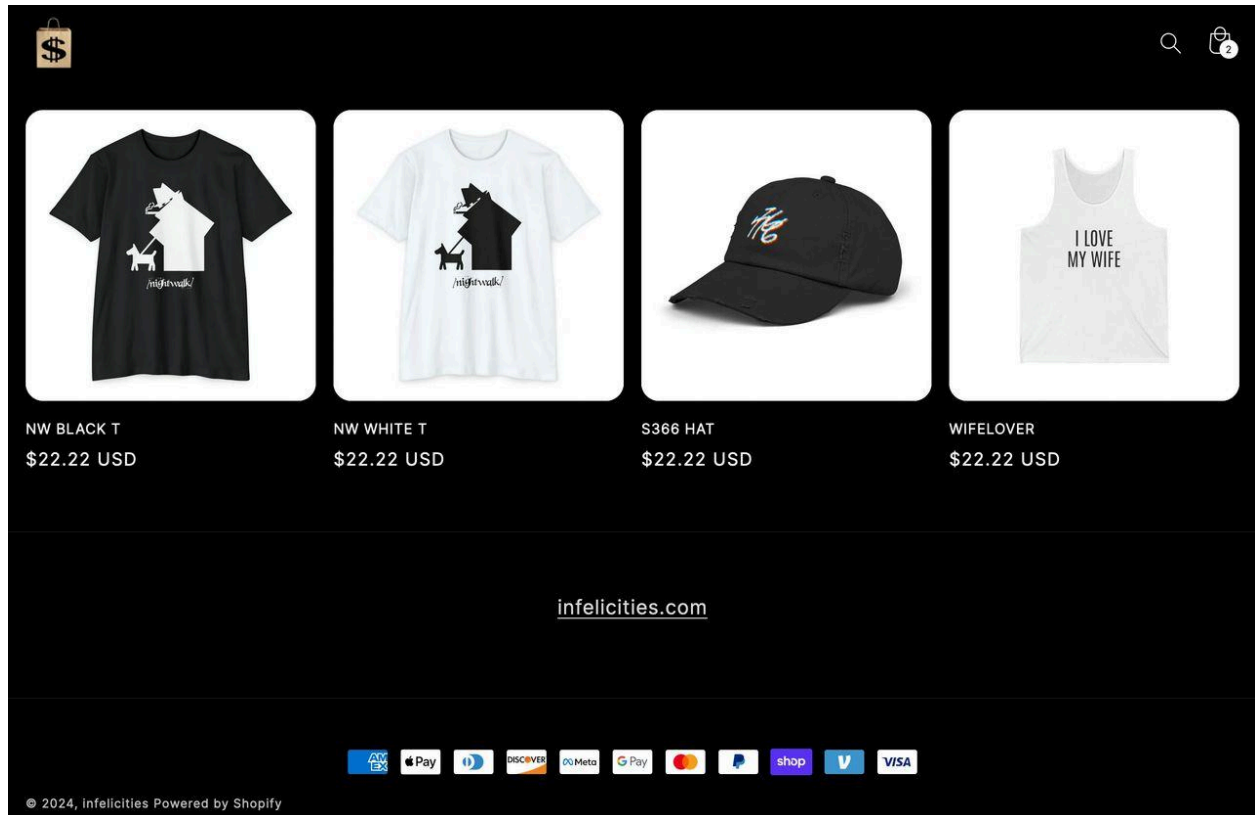 $
2
/nightwalk/
/nightwalk/
I LOVE
MY WIFE
NW BLACK T
$22.22 USD
NW WHITE T
$22.22 USD
S366 HAT
$22.22 USD
WIFELOVER
$22.22 USD
infelicities.com
AM
EX
Pay
DISCOVER
Meta
G Pay
P
shop
V
VISA
© 2024, infelicities Powered by Shopify